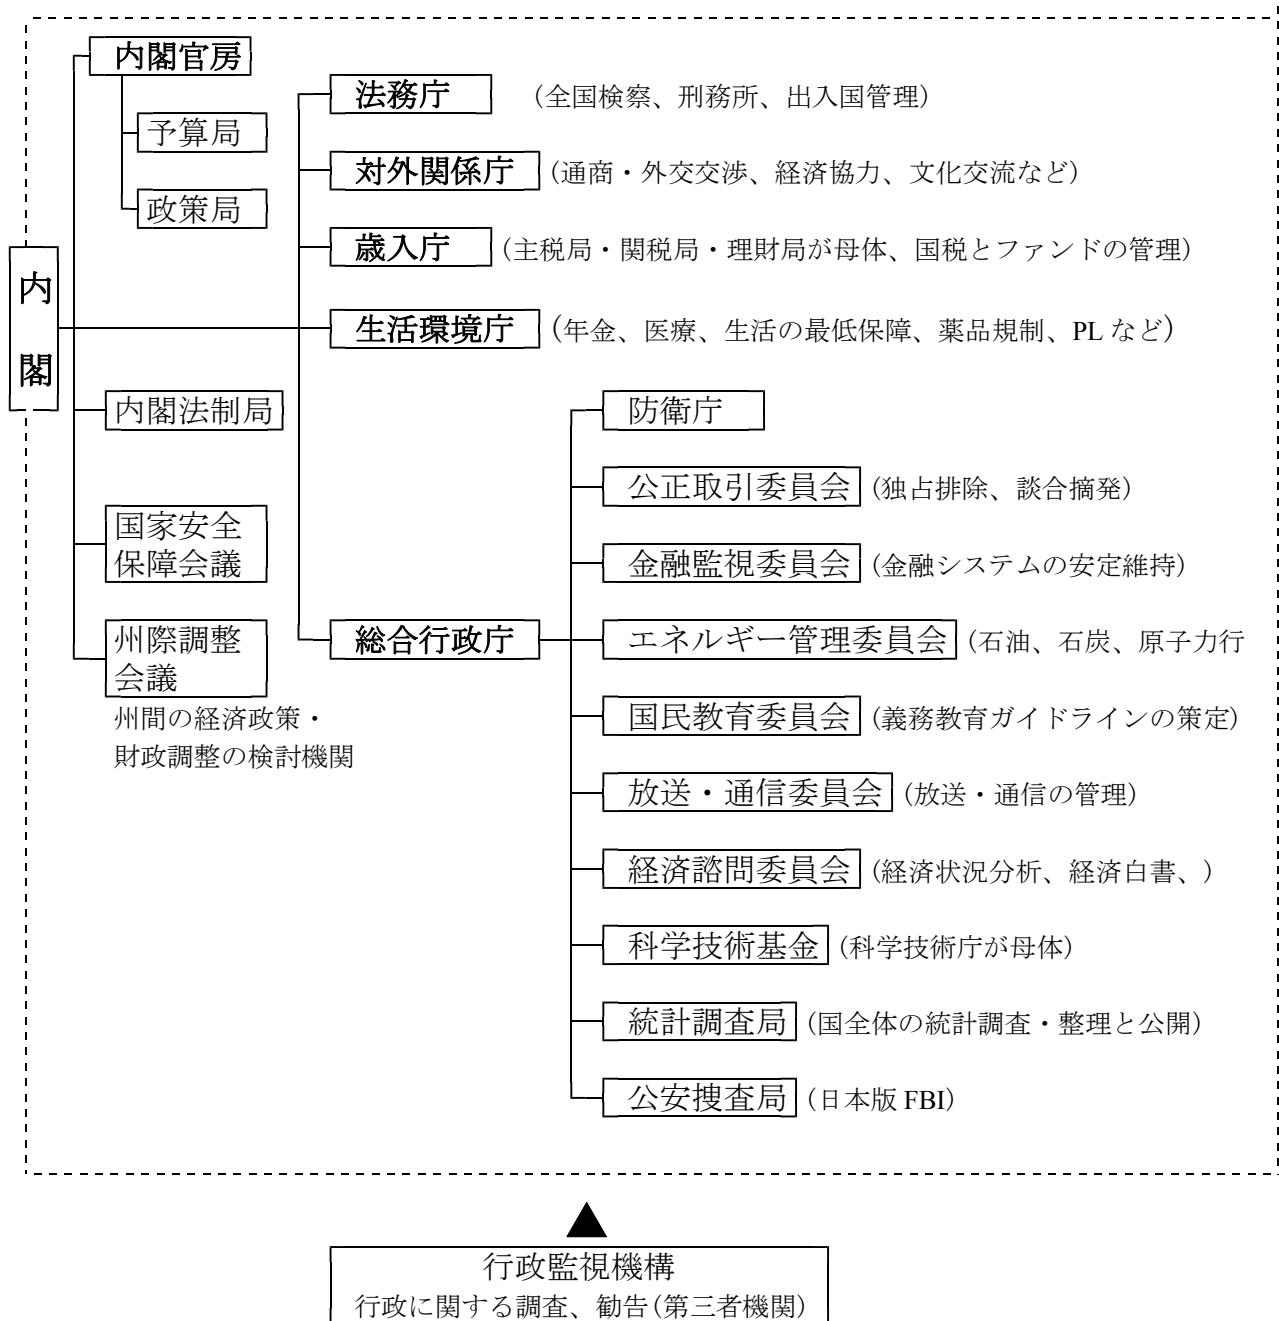 内閣
内閣官房
予算局
政策局
内閣法制局
国家安全
保障会議
州際調整
会議
州間の経済政策・
財政調整の検討機関
法務庁 (全国検察、刑務所、出入国管理)
対外関係庁 (通商・外交交渉、経済協力、文化交流など)
歳入庁 (主税局・関税局・理財局が母体、国税とファンドの管理)
生活環境庁 (年金、医療、生活の最低保障、薬品規制、PL など)
総合行政庁
防衛庁
公正取引委員会 (独占排除、談合摘発)
金融監視委員会 (金融システムの安定維持)
エネルギー管理委員会 (石油、石炭、原子力行
国民教育委員会 (義務教育ガイドラインの策定)
放送・通信委員会 (放送・通信の管理)
経済諮問委員会 (経済状況分析、経済白書、)
科学技術基金 (科学技術庁が母体)
統計調査局 (国全体の統計調査・整理と公開)
公安捜査局 (日本版 FBI)
行政監視機構
行政に関する調査、勧告(第三者機関)